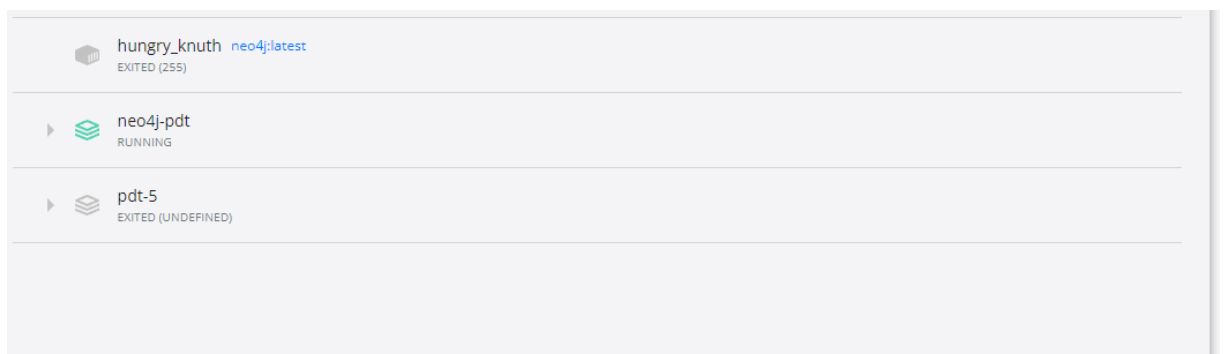 hungry_knuth neo4j:latest
EXITED (255)
neo4j-pdt
RUNNING
pdt-5
EXITED (UNDEFINED)